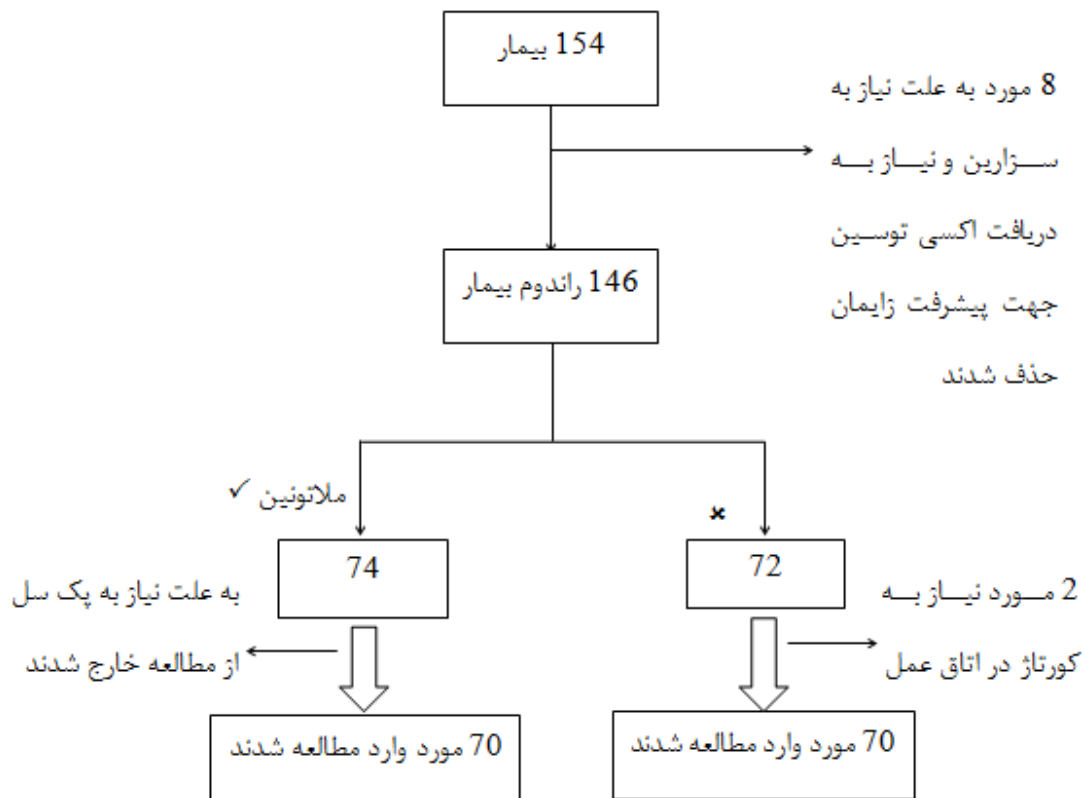 154 بیمار
8 مورد به علت نیاز به
سزارین و نیاز به
دریافت اکسی توسین
جهت پیشرفت زایمان
حذف شدند
146 راندوم بیمار
ملاتونین ✓
×
74
72
به علت نیاز به پک سل
از مطالعه خارج شدند
2 مورد نیاز به
کورتاژ در اتاق عمل
70 مورد وارد مطالعه شدند
70 مورد وارد مطالعه شدند